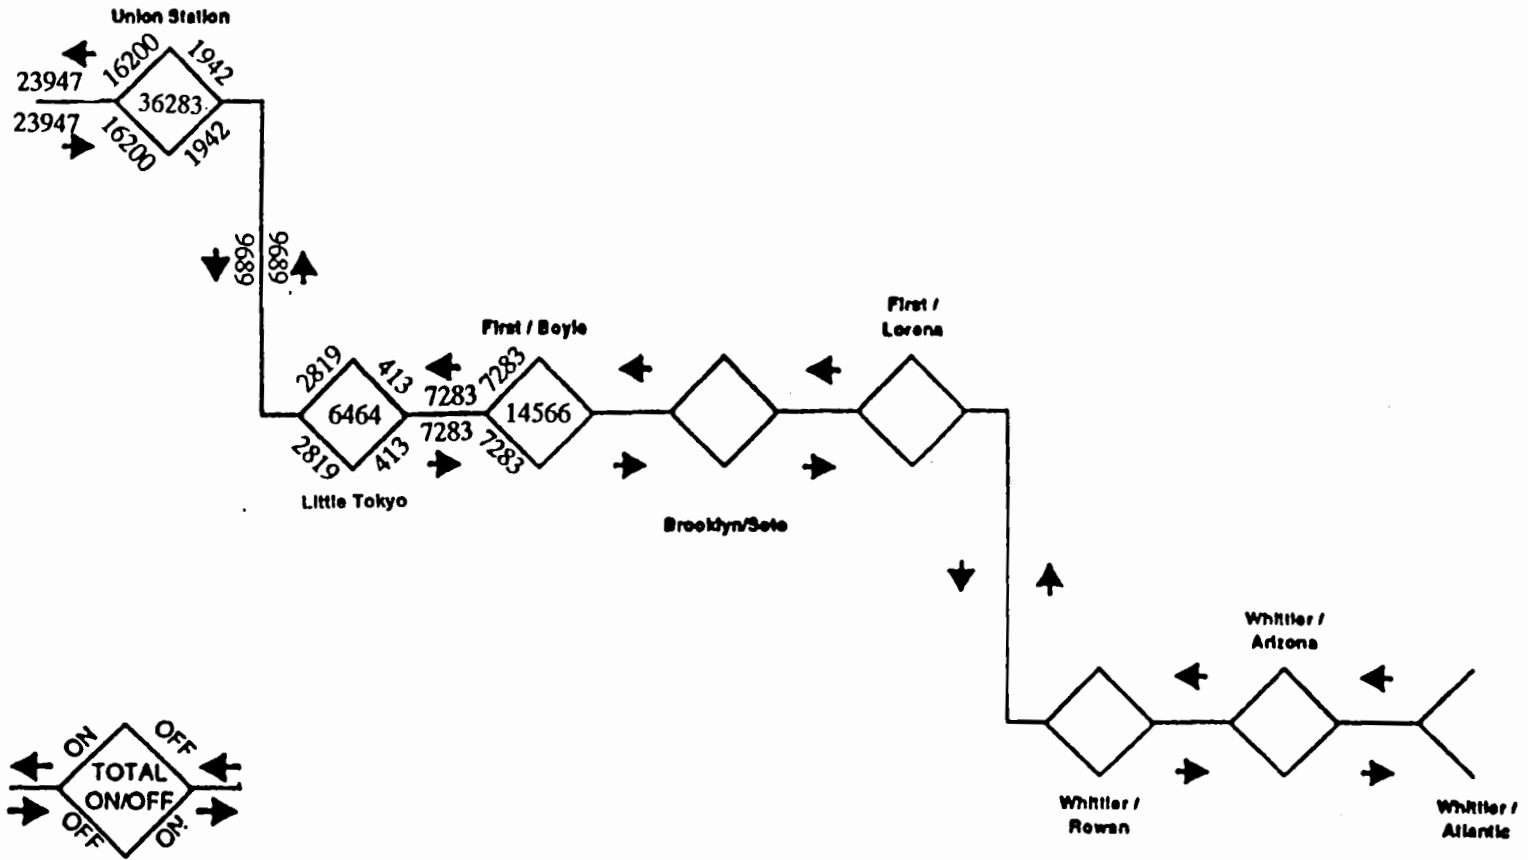 Union Station
16200
1942
23947
36283
23947
16200
1942
9689
9689
First / Lorena
First / Boyle
2819
413
7283
7283
6464
14566
7283
7283
2819
413
Little Tokyo
Brooklyn/Soto
Whittier /
Arizona
ON
OFF
TOTAL
ON/OFF
OFF
ON
Whittier /
Rowan
Whittier /
Atlantic